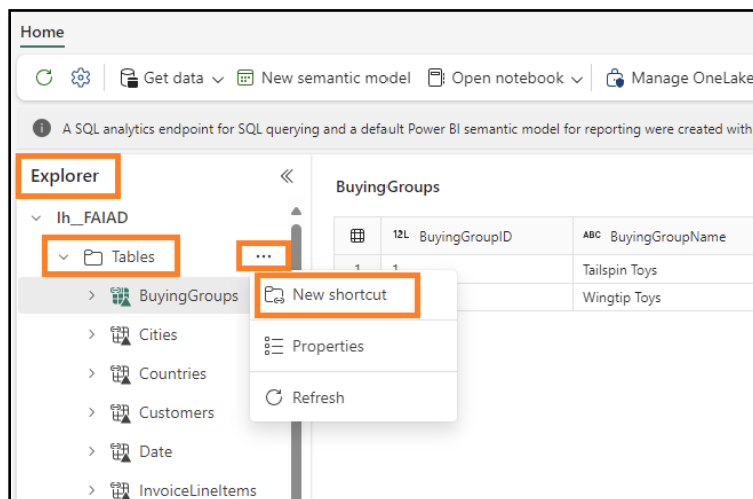 Home
Get data New semantic model Open notebook Manage OneLake
A SQL analytics endpoint for SQL querying and a default Power BI semantic model for reporting were created with
Explorer
BuyingGroups
lh_FAIAD
12L BuyingGroupID ABC BuyingGroupName
Tables ...
1 1 Tailspin Toys
BuyingGroups New shortcut Wingtip Toys
Cities
Properties
Countries
Refresh
Customers
Date
InvoiceLineItems